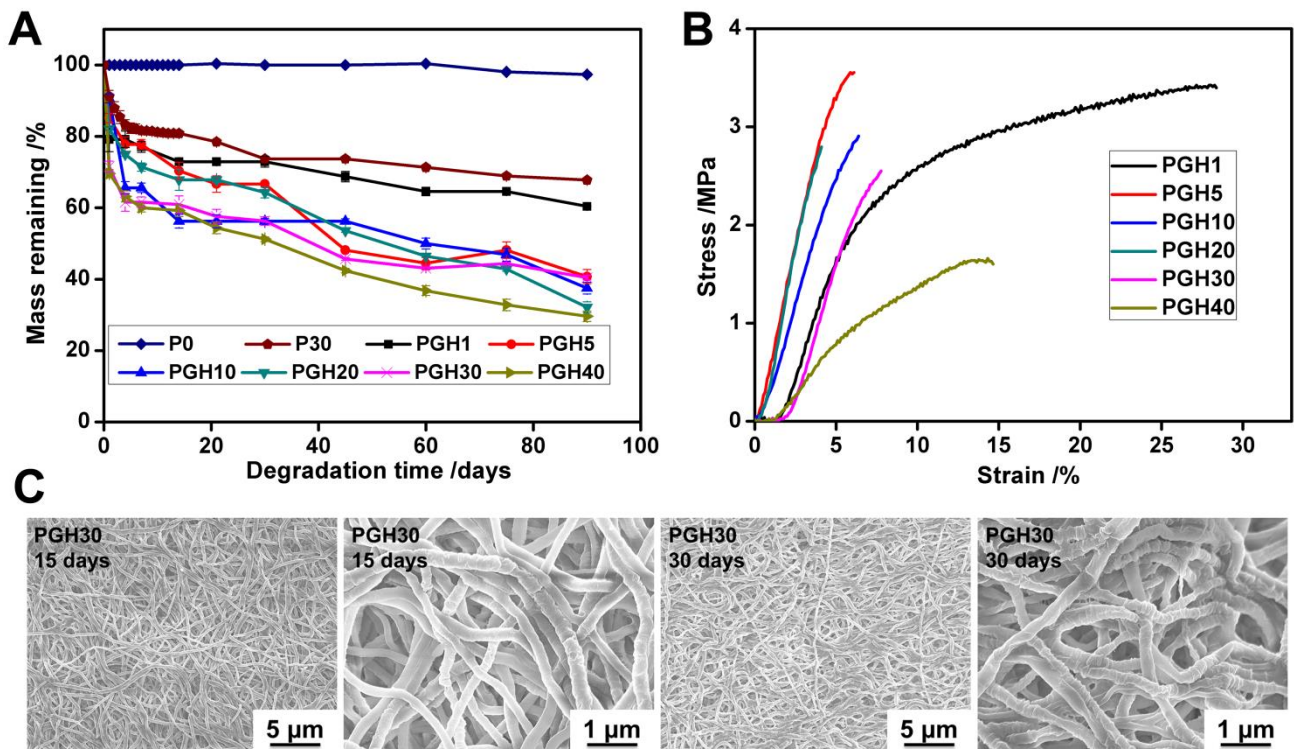 A
Mass remaining /%
100
80
60
40
20
0
P0 P30 PGH1 PGH5
PGH10 PGH20 PGH30 PGH40
0 20 40 60 80 100
Degradation time /days
B
Stress /MPa
4
3
2
1
0
PGH1
PGH5
PGH10
PGH20
PGH30
PGH40
0 5 10 15 20 25 30
Strain /%
C
PGH30
15 days
5 µm
PGH30
15 days
1 µm
PGH30
30 days
5 µm
PGH30
30 days
1 µm